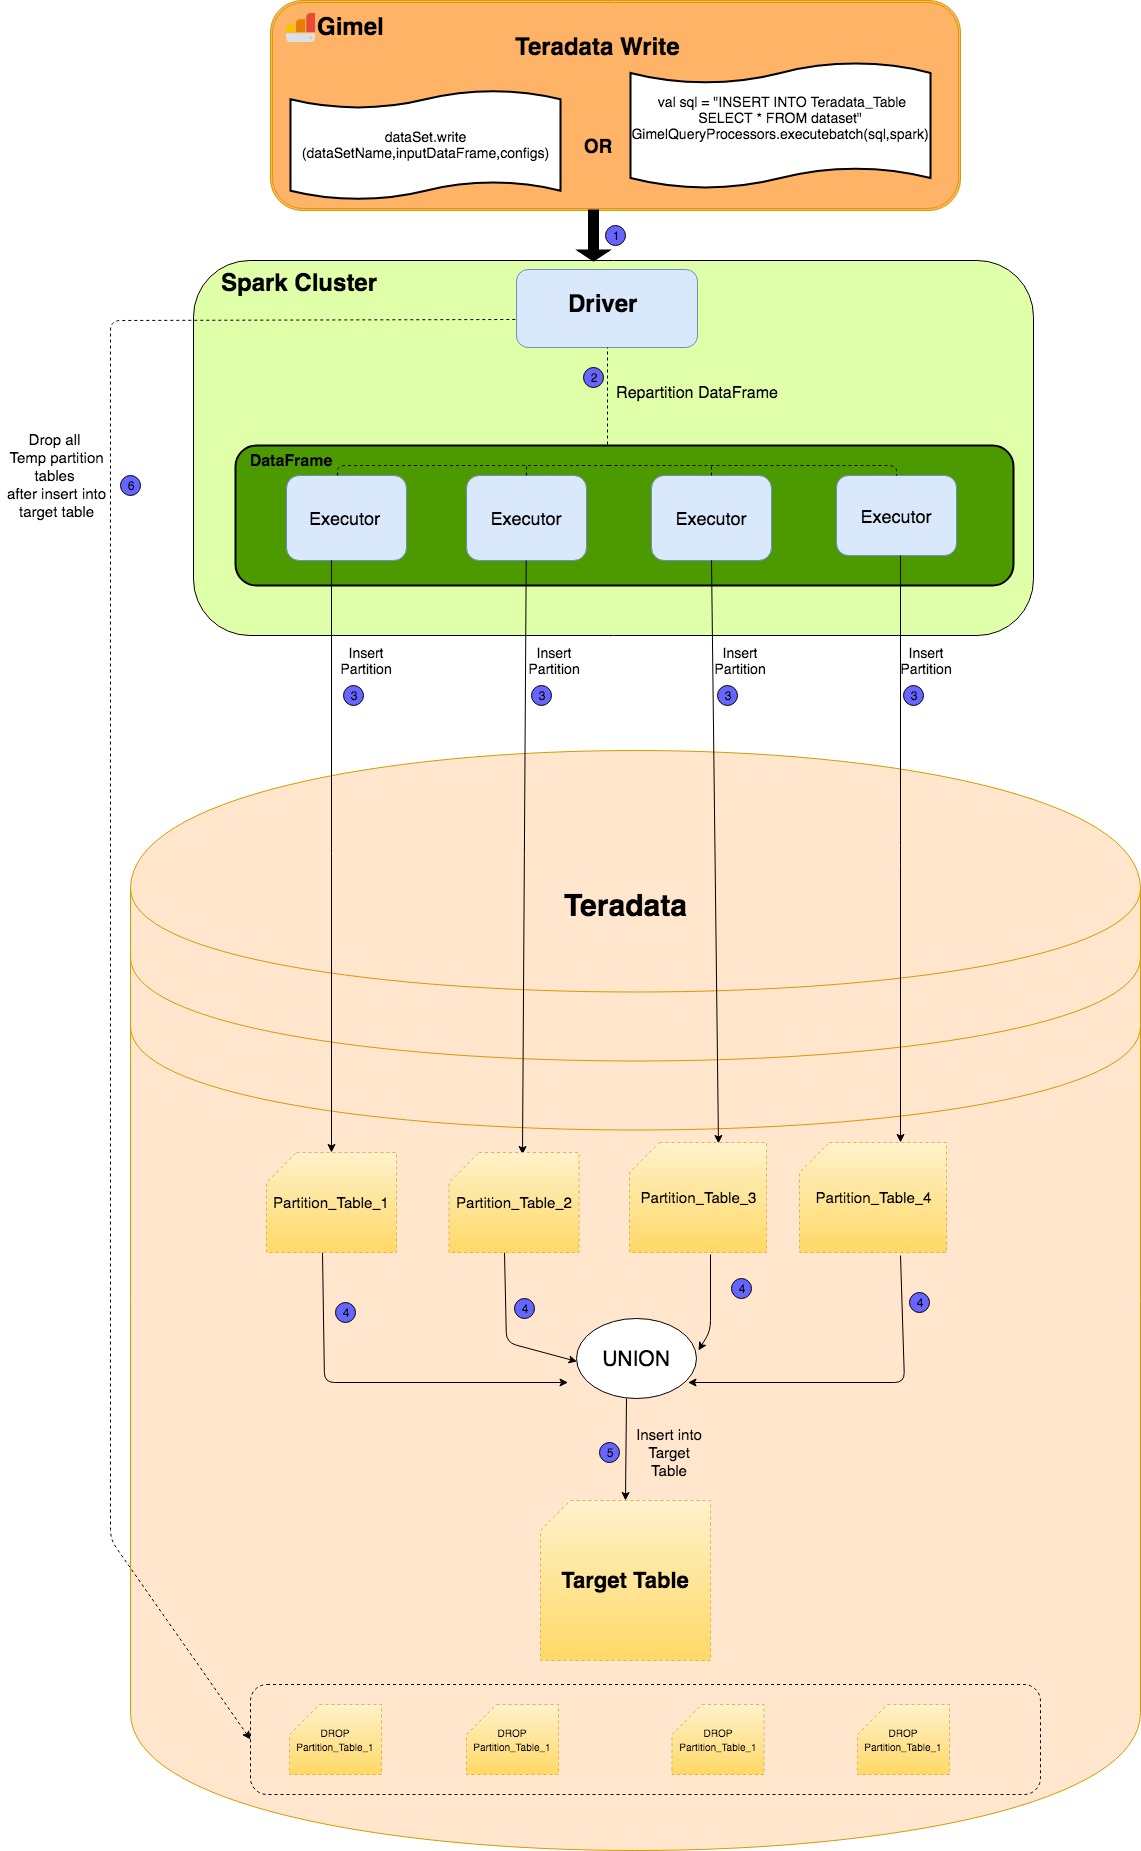 Gimel
Teradata Write
dataSet.write
(dataSetName,inputDataFrame,configs)
OR
val sql = "INSERT INTO Teradata_Table
SELECT * FROM dataset"
GimelQueryProcessors.executebatch(sql,spark)
1
Spark Cluster
Driver
2
Repartition DataFrame
Drop all
Temp partition
tables
after insert into
target table
6
DataFrame
Executor
Executor
Executor
Executor
Insert
Partition
3
Insert
Partition
3
Insert
Partition
3
Insert
Partition
3
Teradata
Partition_Table_1
Partition_Table_2
Partition_Table_3
Partition_Table_4
4
4
4
4
UNION
5
Insert into
Target
Table
Target Table
DROP
Partition_Table_1
DROP
Partition_Table_1
DROP
Partition_Table_1
DROP
Partition_Table_1